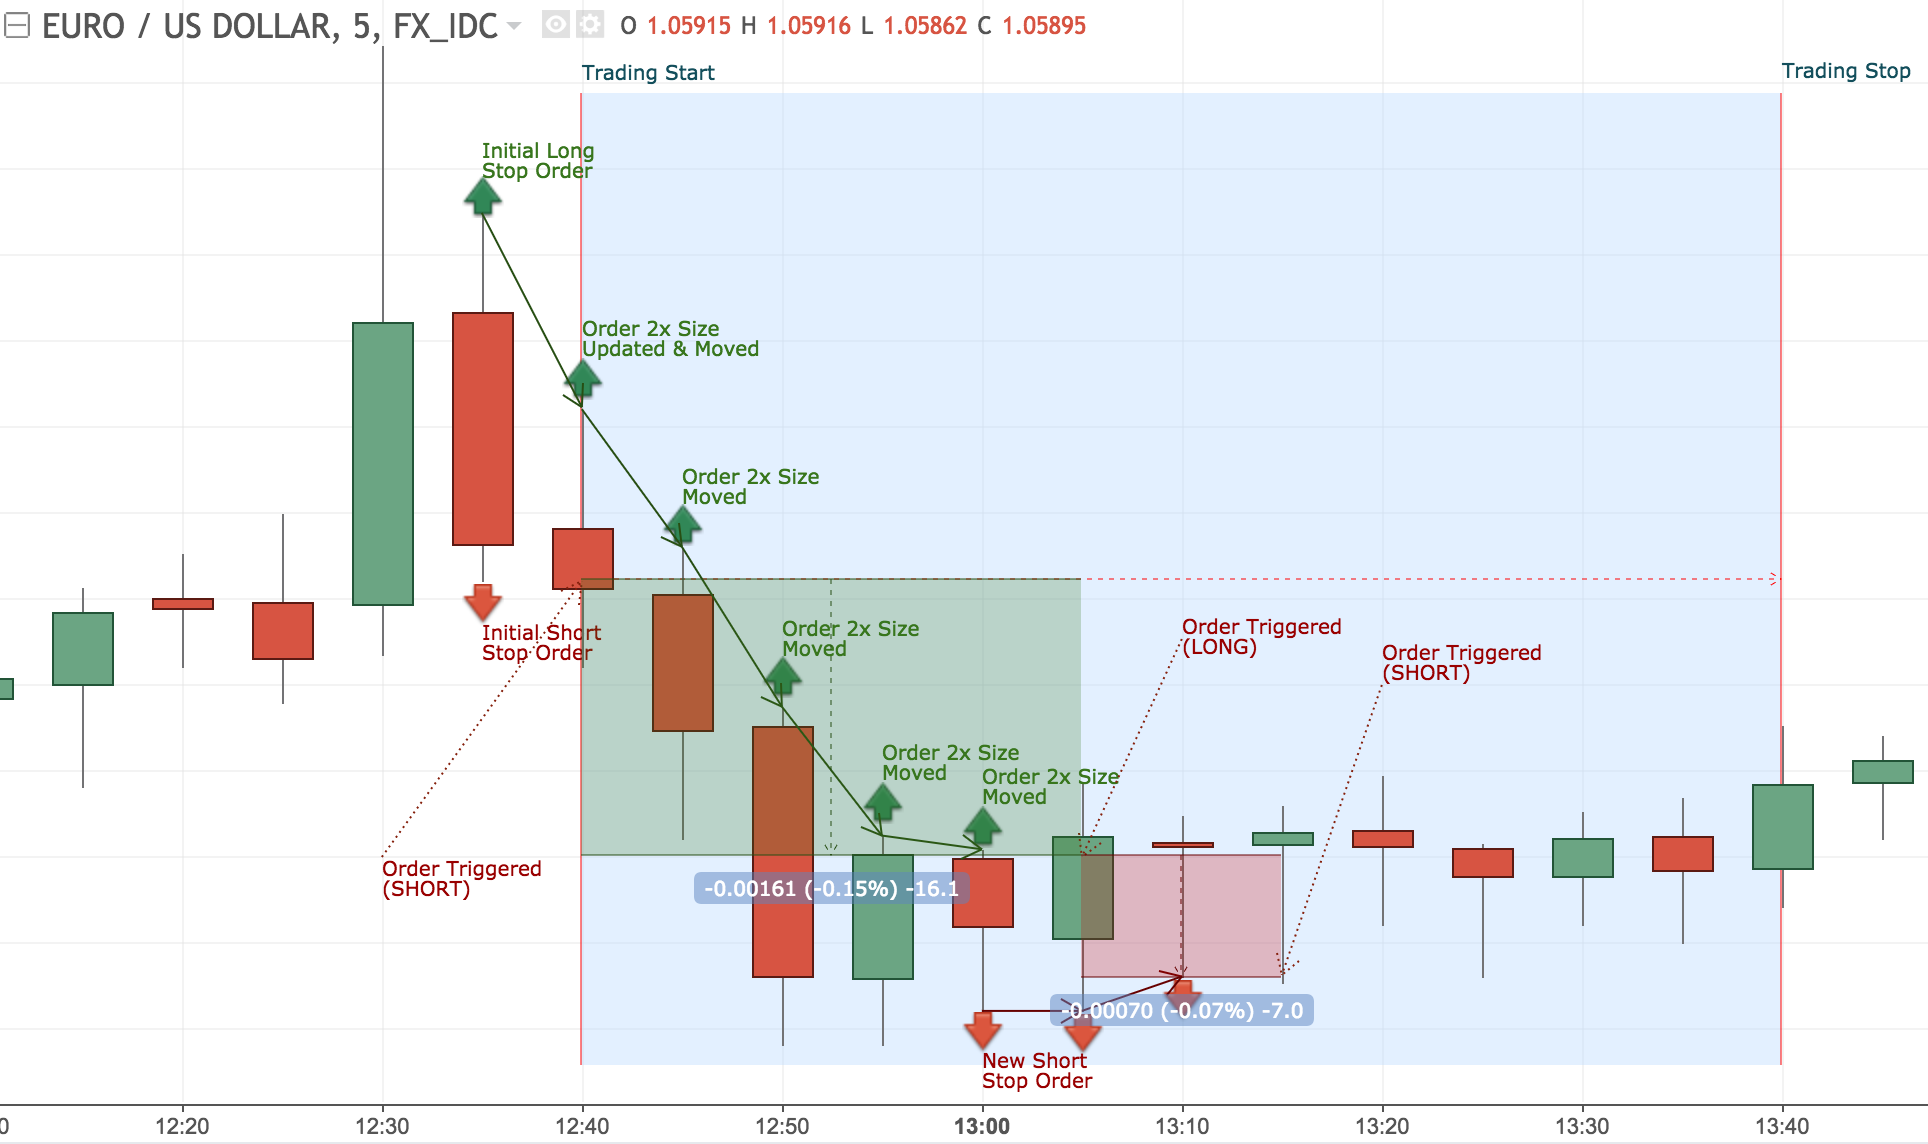 EURO / US DOLLAR, 5, FX_IDC O 1.05915 H 1.05916 L 1.05862 C 1.05895
Trading Start
Trading Stop
Initial Long
Stop Order
Order 2x Size
Updated & Moved
Order 2x Size
Moved
Initial Short
Stop Order
Order 2x Size
Moved
Order Triggered
(LONG)
Order Triggered
(SHORT)
Order 2x Size
Moved
Order 2x Size
Moved
Order Triggered
(SHORT)
-0.00161 (-0.15%) -16.1
-0.00070 (-0.07%) -7.0
New Short
Stop Order
0 12:20 12:30 12:40 12:50 13:00 13:10 13:20 13:30 13:40